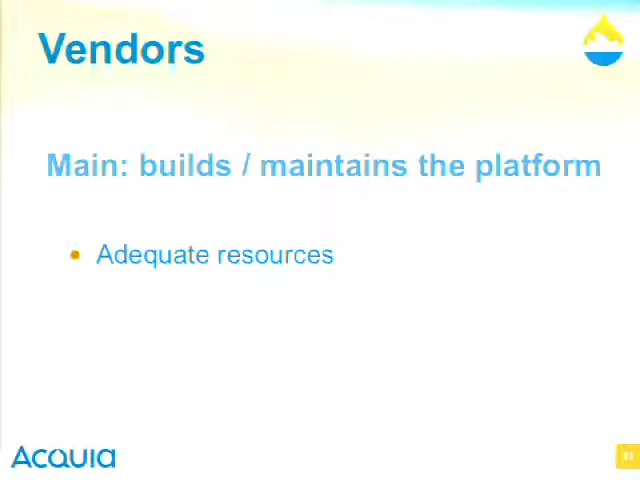 Vendors
Main: builds / maintains the platform
Adequate resources
Acquia